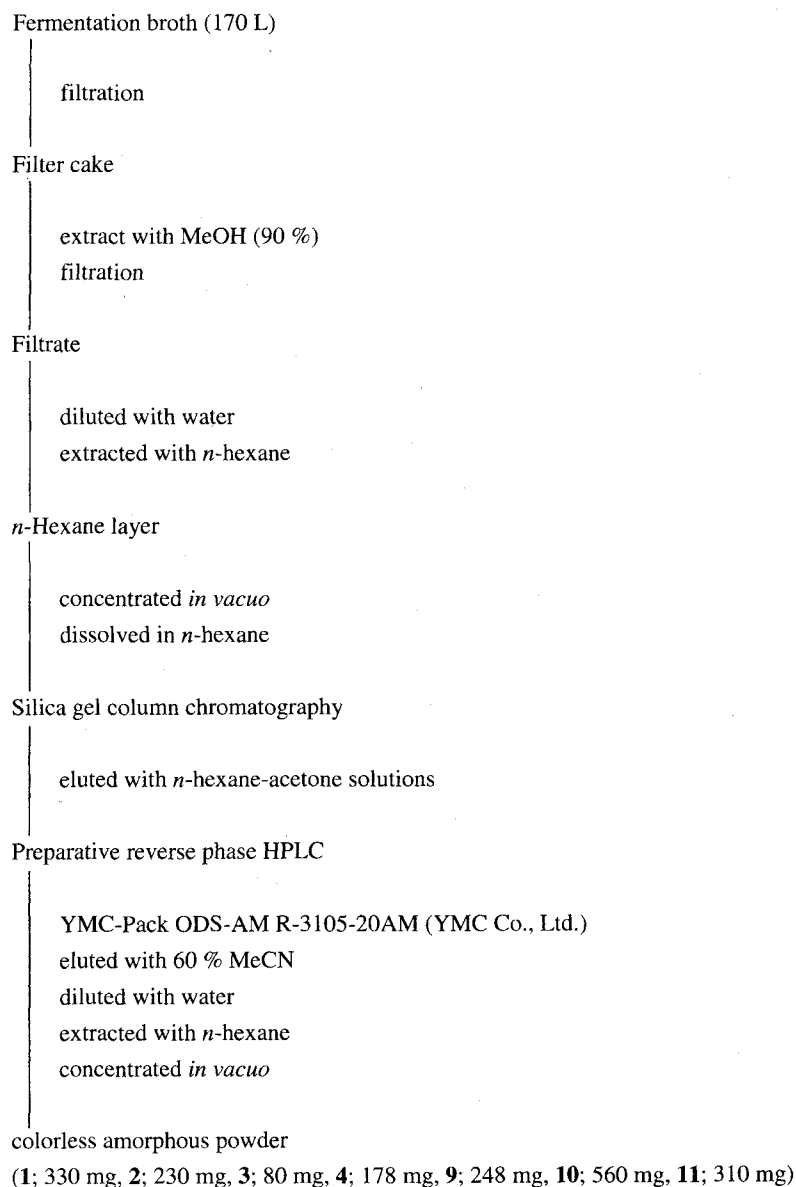 Fermentation broth (170 L)
filtration
Filter cake
extract with MeOH (90 %)
filtration
Filtrate
diluted with water
extracted with n-hexane
n-Hexane layer
concentrated in vacuo
dissolved in n-hexane
Silica gel column chromatography
eluted with n-hexane-acetone solutions
Preparative reverse phase HPLC
YMC-Pack ODS-AM R-3105-20AM (YMC Co., Ltd.)
eluted with 60 % MeCN
diluted with water
extracted with n-hexane
concentrated in vacuo
colorless amorphous powder
(1; 330 mg, 2; 230 mg, 3; 80 mg, 4; 178 mg, 9; 248 mg, 10; 560 mg, 11; 310 mg)